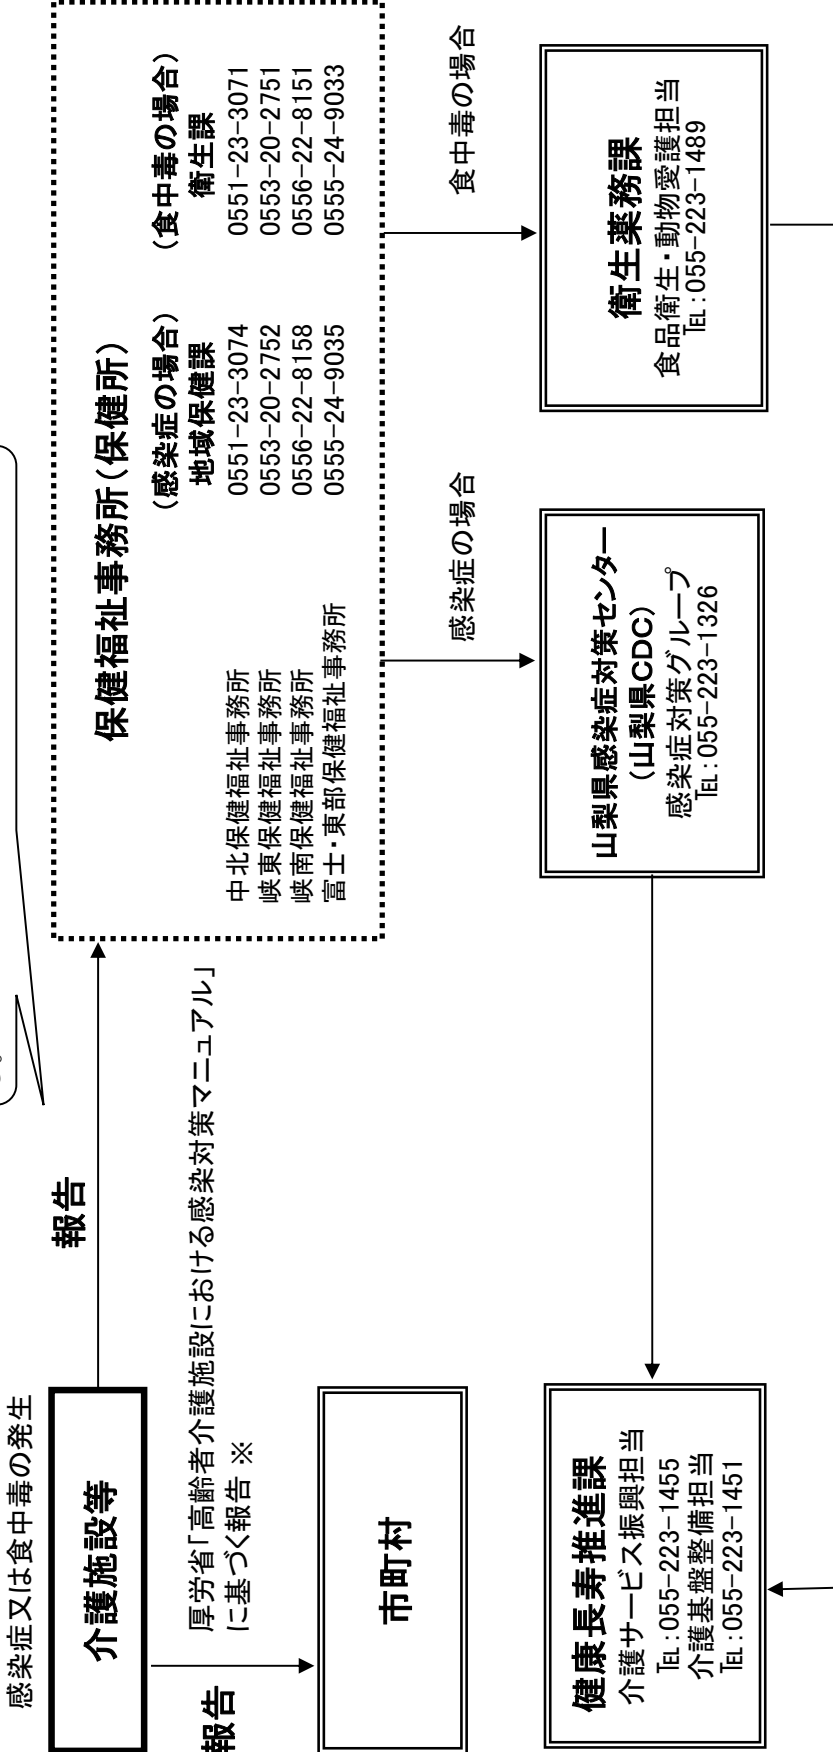 感染症又は食中毒の発生
介護施設等
報告
報告
厚労省「高齢者介護施設における感染対策マニュアル」
に基づく報告 ※
市町村
保健福祉事務所(保健所)
(感染症の場合) (食中毒の場合)
地域保健課 衛生課
中北保健福祉事務所 0551-23-3074 0551-23-3071
峡東保健福祉事務所 0553-20-2752 0553-20-2751
峡南保健福祉事務所 0556-22-8158 0556-22-8151
富士・東部保健福祉事務所 0555-24-9035 0555-24-9033
感染症の場合
食中毒の場合
健康長寿推進課
介護サービス振興担当
℡:055-223-1455
介護基盤整備担当
℡:055-223-1451
山梨県感染症対策センター
(山梨県CDC)
感染症対策グループ
℡:055-223-1326
衛生薬務課
食品衛生・動物愛護担当
℡:055-223-1489